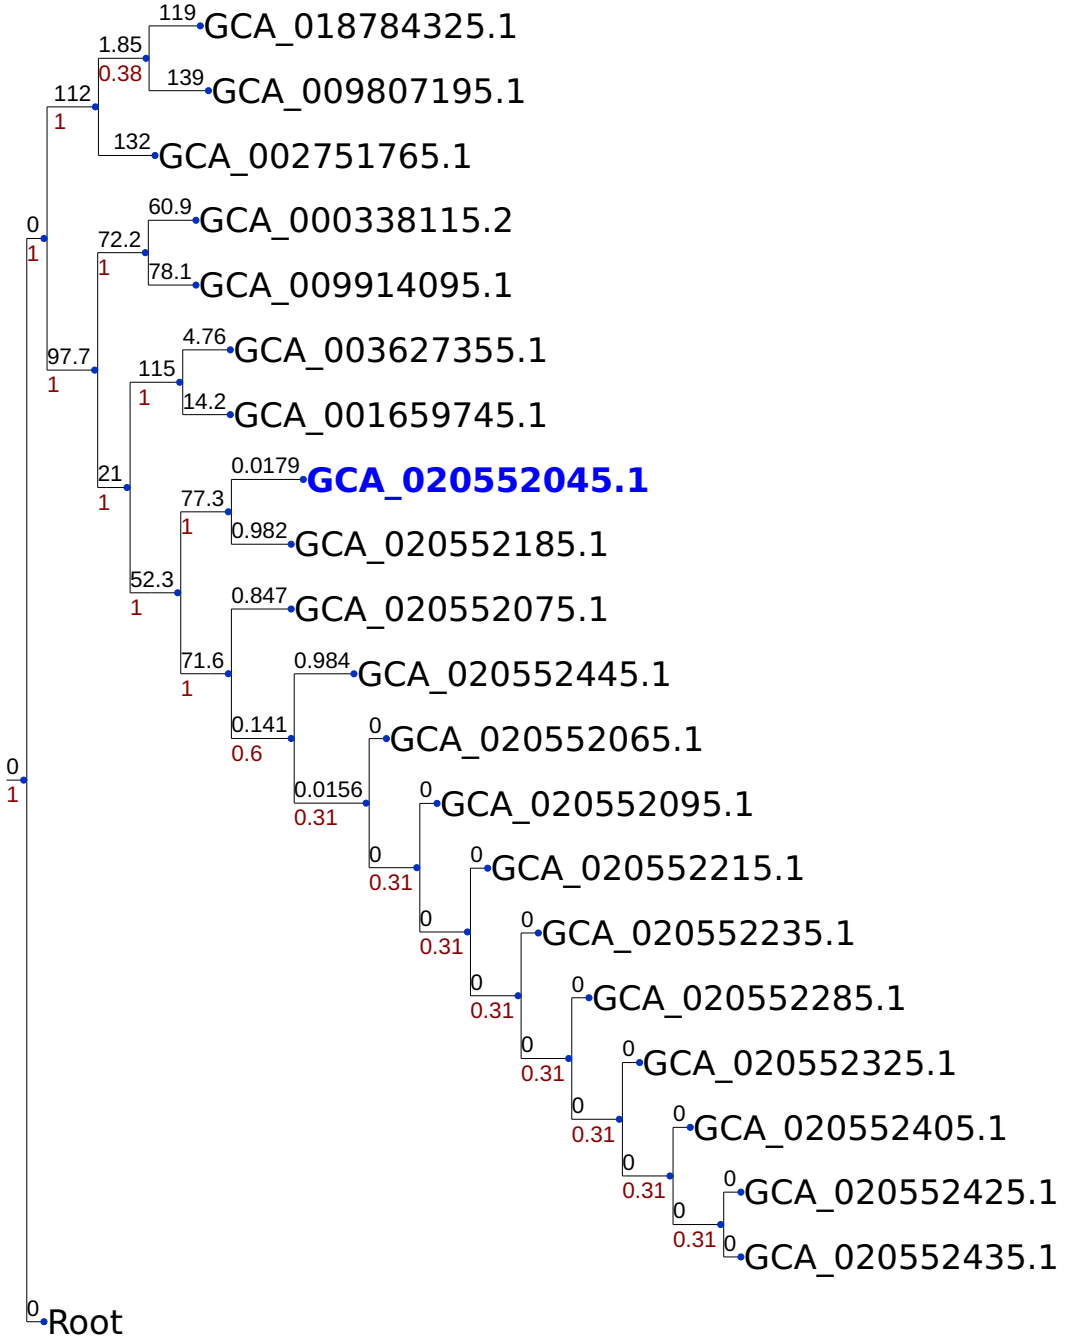 119
GCA_018784325.1
1.85
0.38
139
GCA_009807195.1
112
1
132
GCA_002751765.1
60.9
GCA_000338115.2
0
1
72.2
1
78.1
GCA_009914095.1
4.76
GCA_003627355.1
97.7
1
115
1
14.2
GCA_001659745.1
0.0179
GCA_020552045.1
21
1
77.3
1
0.982
GCA_020552185.1
52.3
1
0.847
GCA_020552075.1
71.6
1
0.984
GCA_020552445.1
0.141
0.6
0
GCA_020552065.1
0
1
0.0156
0.31
0
GCA_020552095.1
0
0.31
0
GCA_020552215.1
0
0.31
0
GCA_020552235.1
0
0.31
0
GCA_020552285.1
0
0.31
0
GCA_020552325.1
0
0.31
0
GCA_020552405.1
0
0.31
0
GCA_020552425.1
0
0.31
0
GCA_020552435.1
0
Root